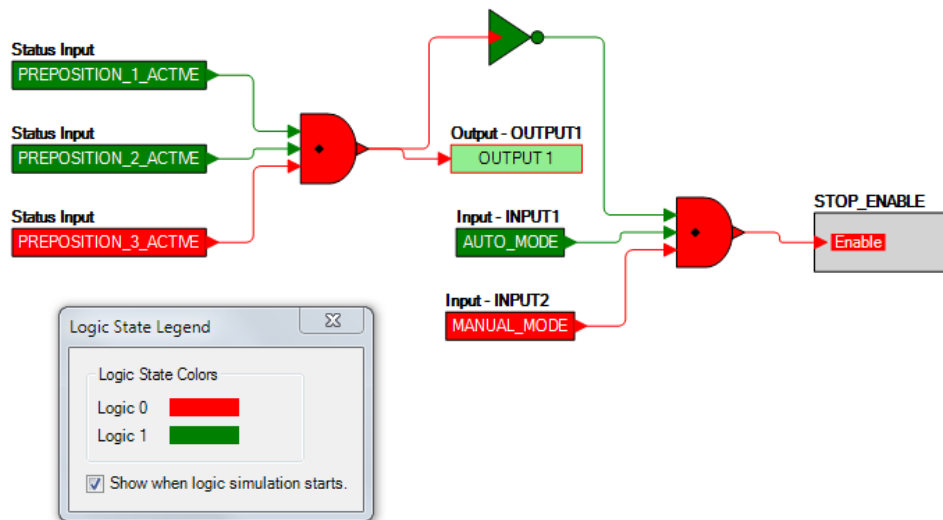 Status Input
PREPOSITION_1_ACTIVE
Status Input
PREPOSITION_2_ACTIVE
Output - OUTPUT1
OUTPUT 1
Status Input
PREPOSITION_3_ACTIVE
Input - INPUT1
AUTO_MODE
STOP_ENABLE
Enable
Input - INPUT2
MANUAL_MODE
Logic State Legend
Logic State Colors
Logic 0
Logic 1
Show when logic simulation starts.